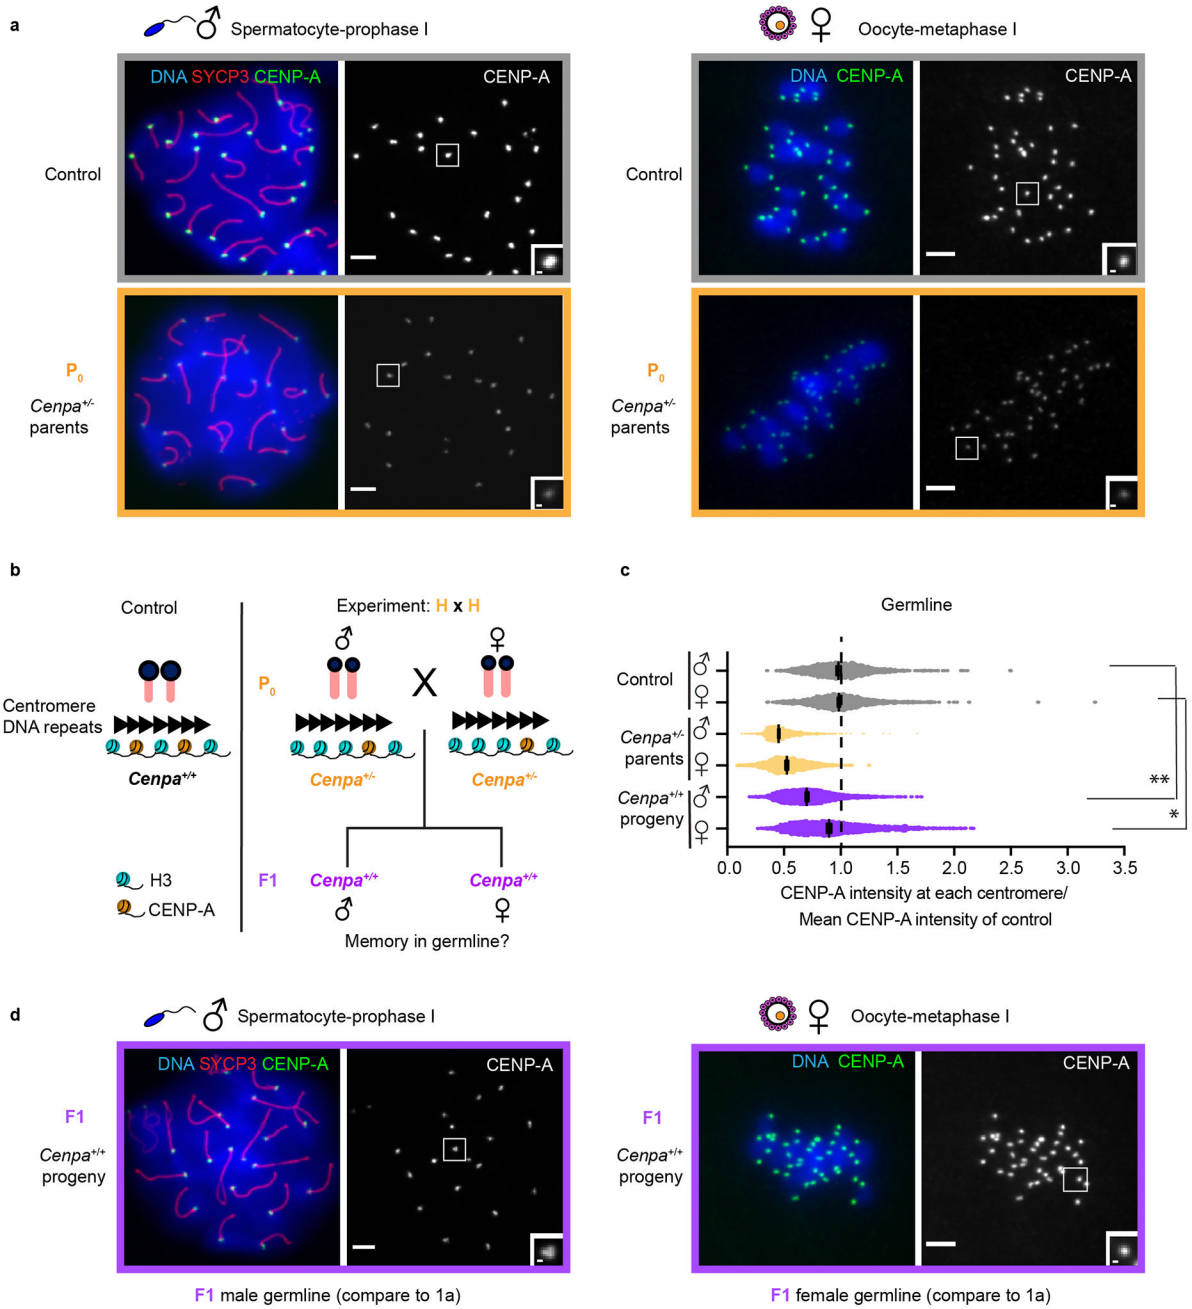 a
Spermatocyte-prophase I
Oocyte-metaphase I
DNA SYCP3 CENP-A
CENP-A
DNA CENP-A
CENP-A
Control
Control
P0
Cenpa+/-
parents
P0
Cenpa+/-
parents
b
Control
Experiment: H x H
♂
♀
P0
X
Centromere
DNA repeats
Cenpa+/+
Cenpa+/-
Cenpa+/-
H3
CENP-A
F1
Cenpa+/+
Cenpa+/+
♂
♀
Memory in germline?
c
Germline
Control
♂
♀
Cenpa+/-
parents
♂
♀
Cenpa+/+
progeny
♂
♀
**
*
0.0 0.5 1.0 1.5 2.0 2.5 3.0 3.5
CENP-A intensity at each centromere/
Mean CENP-A intensity of control
d
♂ Spermatocyte-prophase I
♀ Oocyte-metaphase I
DNA SYCP3 CENP-A
CENP-A
DNA CENP-A
CENP-A
F1
Cenpa+/+
progeny
F1
Cenpa+/+
progeny
F1 male germline (compare to 1a)
F1 female germline (compare to 1a)